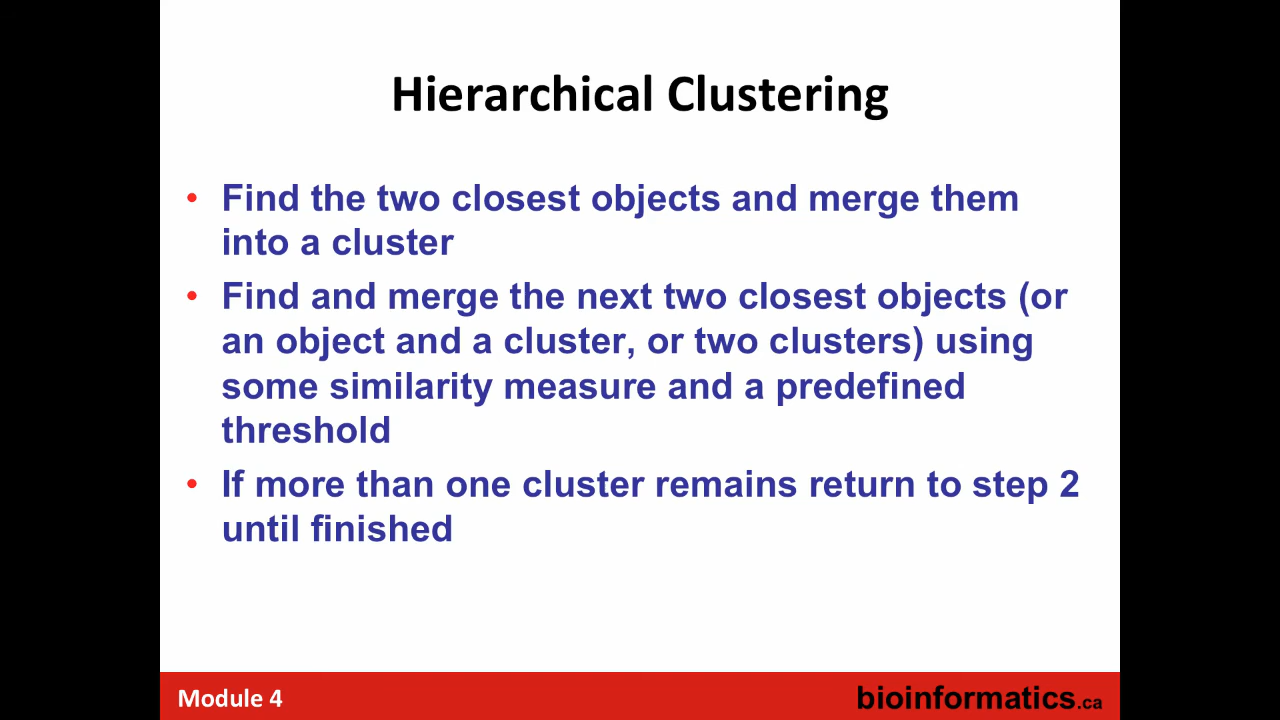 Hierarchical Clustering
• Find the two closest objects and merge them
into a cluster
• Find and merge the next two closest objects (or
an object and a cluster, or two clusters) using
some similarity measure and a predefined
threshold
• If more than one cluster remains return to step 2
until finished
Module 4
bioinformatics.ca